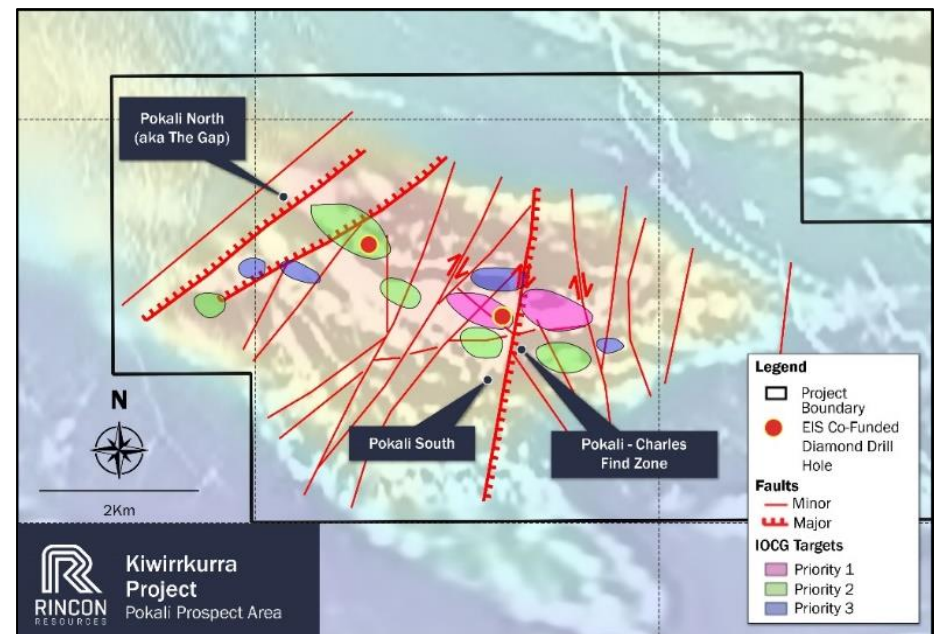 Pokali North
(aka The Gap)
Pokali South
Pokali - Charles
Find Zone
N
2Km
RINCON
RESOURCES
Kiwirrkurra
Project
Pokali Prospect Area
Legend
Project
Boundary
EIS Co-Funded
Diamond Drill
Hole
Faults
Minor
Major
IOCG Targets
Priority 1
Priority 2
Priority 3